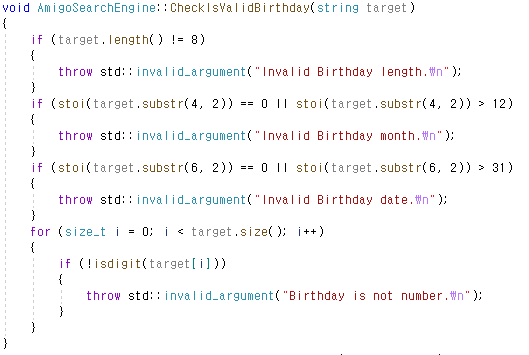 void AmigoSearchEngine::CheckIsValidBirthday(string target)
{
    if (target.length() != 8)
    {
        throw std::invalid_argument("Invalid Birthday length.₩n");
    }
    if (stoi(target.substr(4, 2)) == 0 || stoi(target.substr(4, 2)) > 12)
    {
        throw std::invalid_argument("Invalid Birthday month.₩n");
    }
    if (stoi(target.substr(6, 2)) == 0 || stoi(target.substr(6, 2)) > 31)
    {
        throw std::invalid_argument("Invalid Birthday date.₩n");
    }
    for (size_t i = 0; i < target.size(); i++)
    {
        if (!isdigit(target[i]))
        {
            throw std::invalid_argument("Birthday is not number.₩n");
        }
    }
}